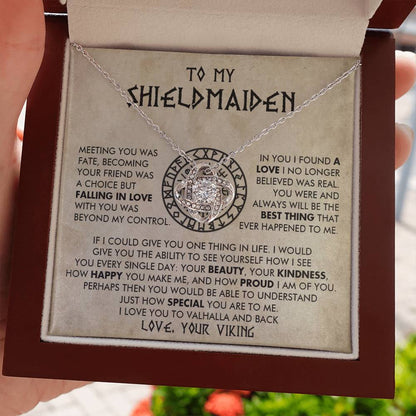 TO MY
SHIELDMAIDEN
MEETING YOU WAS
FATE, BECOMING
YOUR FRIEND WAS
A CHOICE BUT
FALLING IN LOVE
WITH YOU WAS
BEYOND MY CONTROL.
IN YOU I FOUND A
LOVE I NO LONGER
BELIEVED WAS REAL.
YOU WERE AND
ALWAYS WILL BE THE
BEST THING THAT
EVER HAPPENED TO ME.
IF I COULD GIVE YOU ONE THING IN LIFE, I WOULD
GIVE YOU THE ABILITY TO SEE YOURSELF HOW I SEE
YOU EVERY SINGLE DAY: YOUR BEAUTY, YOUR KINDNESS,
HOW HAPPY YOU MAKE ME, AND HOW PROUD I AM OF YOU.
PERHAPS THEN YOU WOULD BE ABLE TO UNDERSTAND
JUST HOW SPECIAL YOU ARE TO ME.
I LOVE YOU TO VALHALLA AND BACK
LOVE, YOUR VIKING